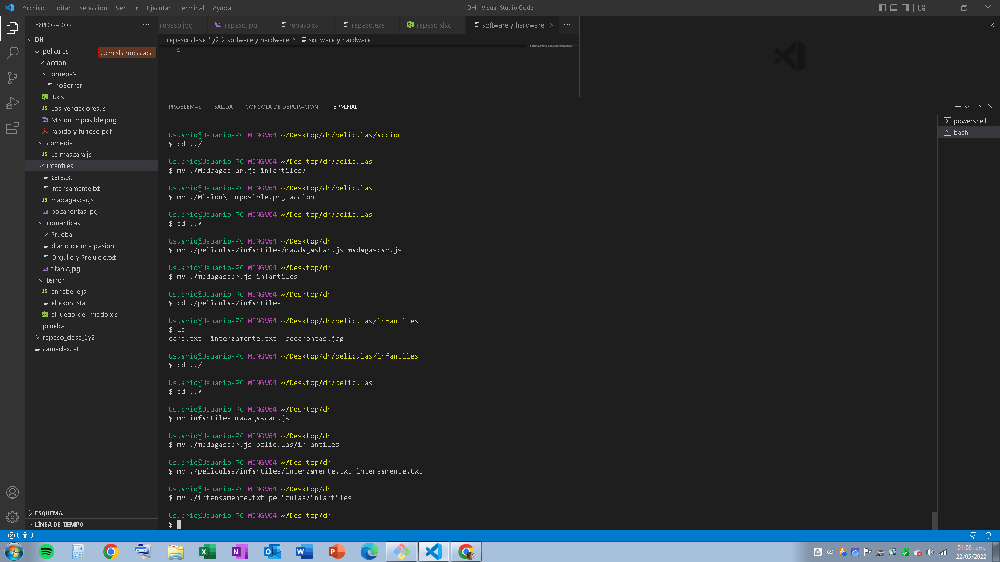 Archivo Editar Selección Ver Ir Ejecutar Terminal Ayuda
DH - Visual Studio Code
EXPLORADOR
repaso.jpg repaso.jpg repaso.xsl repaso.exe repaso.xlsx software y hardware
repaso_clase_1y2 > software y hardware > software y hardware
4
DH
peliculas
...cmlsllcrmcccacc,
accion
prueba2
noBorrar
it.xls
Los vengadores.js
Mision Imposible.png
rapido y furioso.pdf
comedia
La mascara.js
infantiles
cars.txt
intensamente.txt
madagascar.js
pocahontas.jpg
romanticas
Prueba
diario de una pasion
Orgullo y Prejuicio.txt
titanic.jpg
terror
annabelle.js
el exorcista
el juego del miedo.xls
prueba
repaso_clase_1y2
camadax.txt
ESQUEMA
LÍNEA DE TIEMPO
PROBLEMAS SALIDA CONSOLA DE DEPURACIÓN TERMINAL
powershell
bash
Usuario@Usuario-PC MINGW64 ~/Desktop/dh/peliculas/accion
$ cd ../
Usuario@Usuario-PC MINGW64 ~/Desktop/dh/peliculas
$ mv ./Maddagaskar.js infantiles/
Usuario@Usuario-PC MINGW64 ~/Desktop/dh/peliculas
$ mv ./Mision\ Imposible.png accion
Usuario@Usuario-PC MINGW64 ~/Desktop/dh/peliculas
$ cd ../
Usuario@Usuario-PC MINGW64 ~/Desktop/dh
$ mv ./peliculas/infantiles/maddagaskar.js madagascar.js
Usuario@Usuario-PC MINGW64 ~/Desktop/dh
$ mv ./madagascar.js infantiles
Usuario@Usuario-PC MINGW64 ~/Desktop/dh
$ cd ./peliculas/infantiles
Usuario@Usuario-PC MINGW64 ~/Desktop/dh/peliculas/infantiles
$ ls
cars.txt intenzamente.txt pocahontas.jpg
Usuario@Usuario-PC MINGW64 ~/Desktop/dh/peliculas/infantiles
$ cd ../
Usuario@Usuario-PC MINGW64 ~/Desktop/dh/peliculas
$ cd ../
Usuario@Usuario-PC MINGW64 ~/Desktop/dh
$ mv infantiles madagascar.js
Usuario@Usuario-PC MINGW64 ~/Desktop/dh
$ mv ./madagascar.js peliculas/infantiles
Usuario@Usuario-PC MINGW64 ~/Desktop/dh
$ mv ./peliculas/infantiles/intenzamente.txt intensamente.txt
Usuario@Usuario-PC MINGW64 ~/Desktop/dh
$ mv ./intensamente.txt peliculas/infantiles
Usuario@Usuario-PC MINGW64 ~/Desktop/dh
$
0 0
01:06 a.m.
22/05/2022